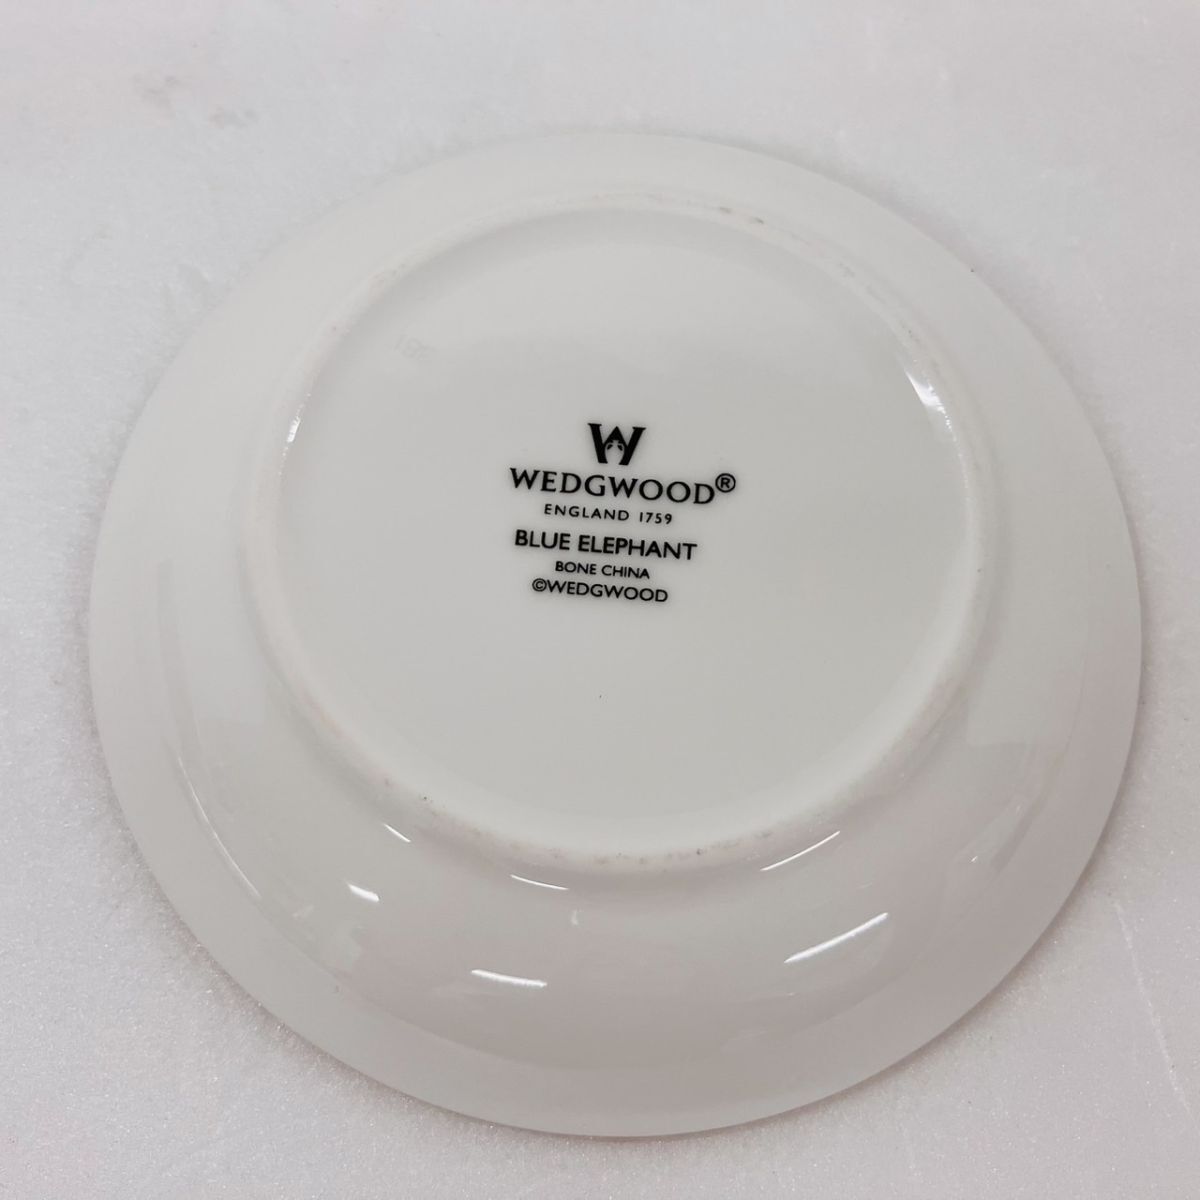 W
WEDGWOOD®
ENGLAND 1759
BLUE ELEPHANT
BONE CHINA
©WEDGWOOD